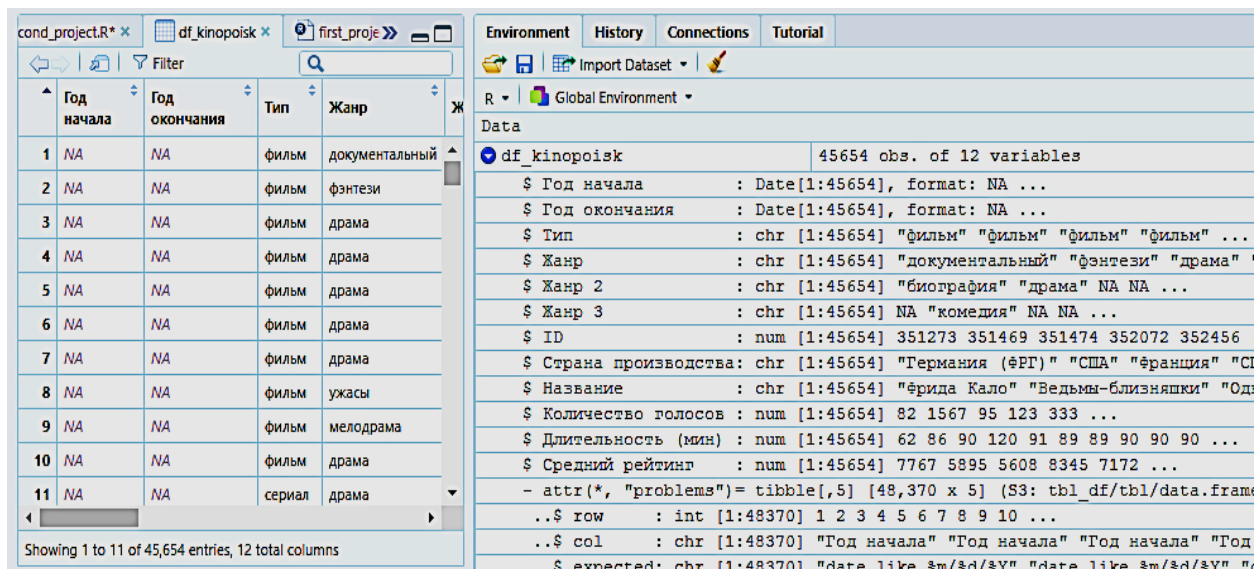 cond_project.R*
df_kinopoisk
first_proje
Filter
Год начала
Год окончания
Тип
Жанр
Ж
1 NA NA фильм документальный
2 NA NA фильм фэнтези
3 NA NA фильм драма
4 NA NA фильм драма
5 NA NA фильм драма
6 NA NA фильм драма
7 NA NA фильм драма
8 NA NA фильм ужасы
9 NA NA фильм мелодрама
10 NA NA фильм драма
11 NA NA сериал драма
Showing 1 to 11 of 45,654 entries, 12 total columns
Environment History Connections Tutorial
Import Dataset
R Global Environment
Data
df_kinopoisk 45654 obs. of 12 variables
$ Год начала : Date[1:45654], format: NA ...
$ Год окончания : Date[1:45654], format: NA ...
$ Тип : chr [1:45654] "фильм" "фильм" "фильм" "фильм" ...
$ Жанр : chr [1:45654] "документальный" "фэнтези" "драма" "
$ Жанр 2 : chr [1:45654] "биография" "драма" NA NA ...
$ Жанр 3 : chr [1:45654] NA "комедия" NA NA ...
$ ID : num [1:45654] 351273 351469 351474 352072 352456
$ Страна производства: chr [1:45654] "Германия (ФРГ)" "США" "Франция" "СШ
$ Название : chr [1:45654] "Фрида Кало" "Ведьмы-близняшки" "Од
$ Количество голосов : num [1:45654] 82 1567 95 123 333 ...
$ Длительность (мин) : num [1:45654] 62 86 90 120 91 89 89 90 90 90 ...
$ Средний рейтинг : num [1:45654] 7767 5895 5608 8345 7172 ...
- attr(*, "problems")= tibble[,5] [48,370 x 5] (S3: tbl_df/tbl/data.frame
..$ row : int [1:48370] 1 2 3 4 5 6 7 8 9 10 ...
..$ col : chr [1:48370] "Год начала" "Год начала" "Год начала" "Год
..$ expected: chr [1:48370] "date like %m/%d/%Y" "date like %m/%d/%Y"